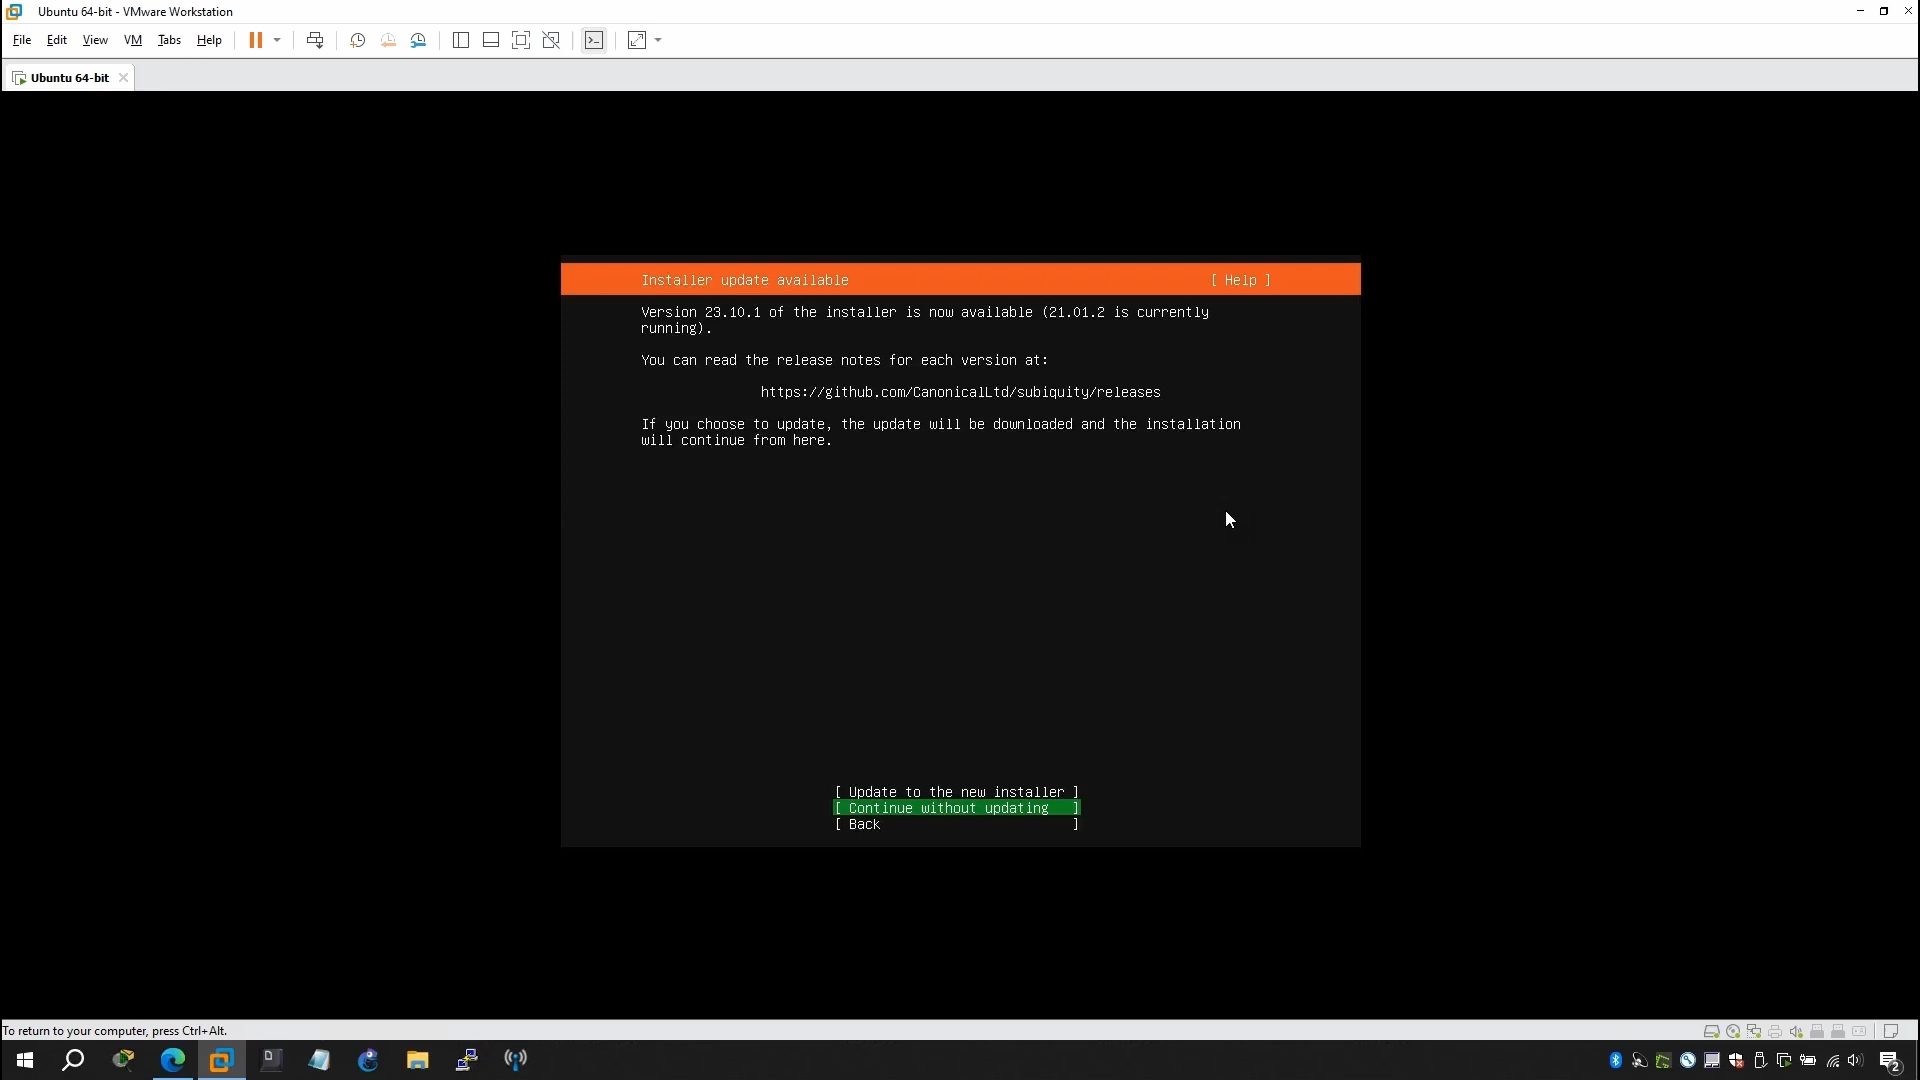 Ubuntu 64-bit - VMware Workstation
File Edit View VM Tabs Help
Ubuntu 64-bit
Installer update available [ Help ]
Version 23.10.1 of the installer is now available (21.01.2 is currently
running).
You can read the release notes for each version at:
https://github.com/CanonicalLtd/subiquity/releases
If you choose to update, the update will be downloaded and the installation
will continue from here.
[ Update to the new installer ]
[ Continue without updating ]
[ Back ]
To return to your computer, press Ctrl+Alt.
2